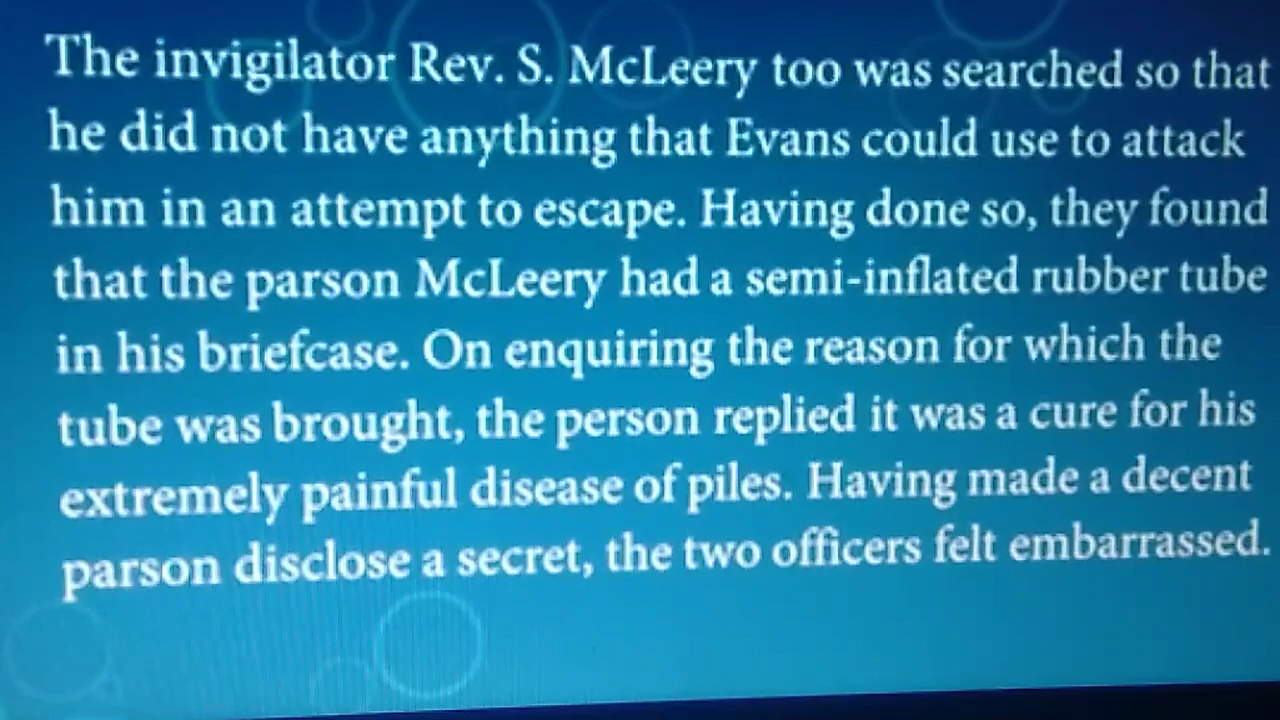 The invigilator Rev. S. McLeery too was searched so that
he did not have anything that Evans could use to attack
him in an attempt to escape. Having done so, they found
that the parson McLeery had a semi-inflated rubber tube
in his briefcase. On enquiring the reason for which the
tube was brought, the person replied it was a cure for his
extremely painful disease of piles. Having made a decent
parson disclose a secret, the two officers felt embarrassed.